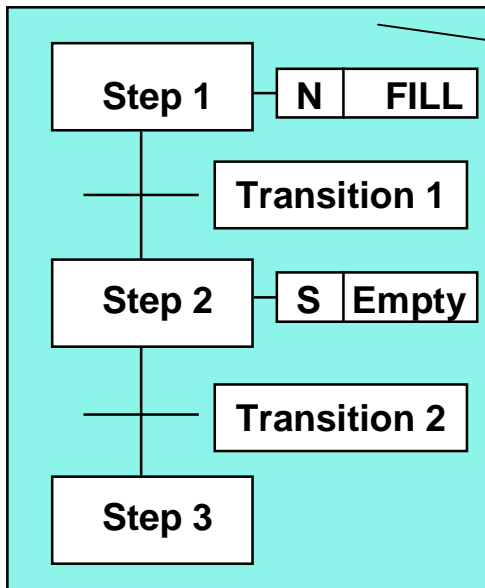 Step 1 N FILL
Transition 1
Step 2 S Empty
Transition 2
Step 3